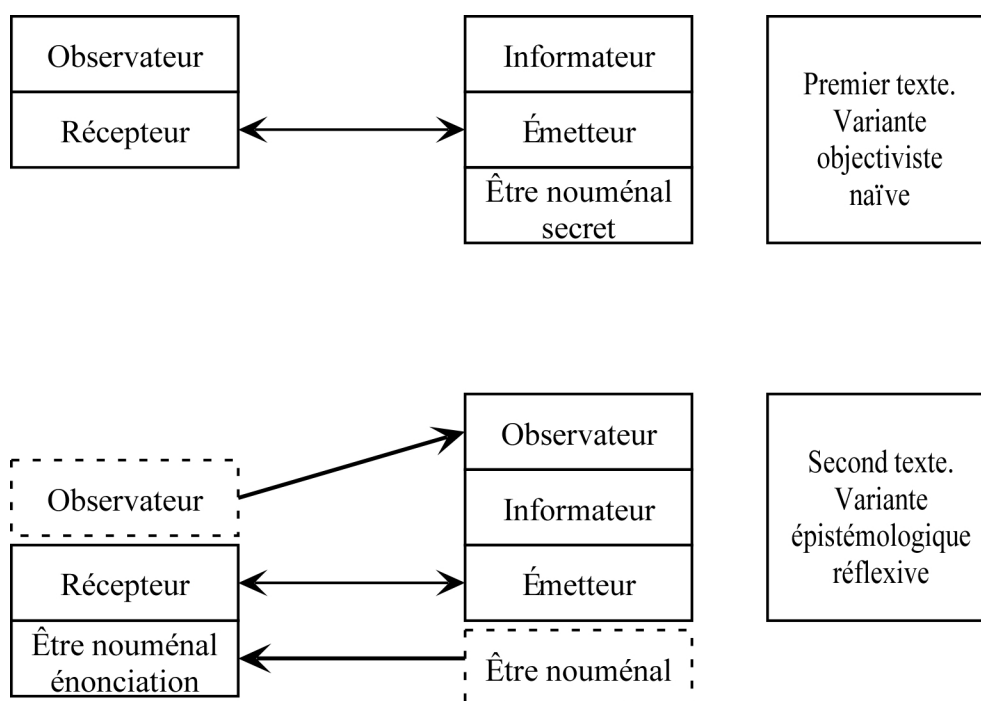 Observateur
Récepteur
Informateur
Émetteur
Être nouménal
secret
Premier texte.
Variante
objectiviste
naïve
Observateur
Récepteur
Être nouménal
énonciation
Observateur
Informateur
Émetteur
Être nouménal
Second texte.
Variante
épistémologique
réflexive